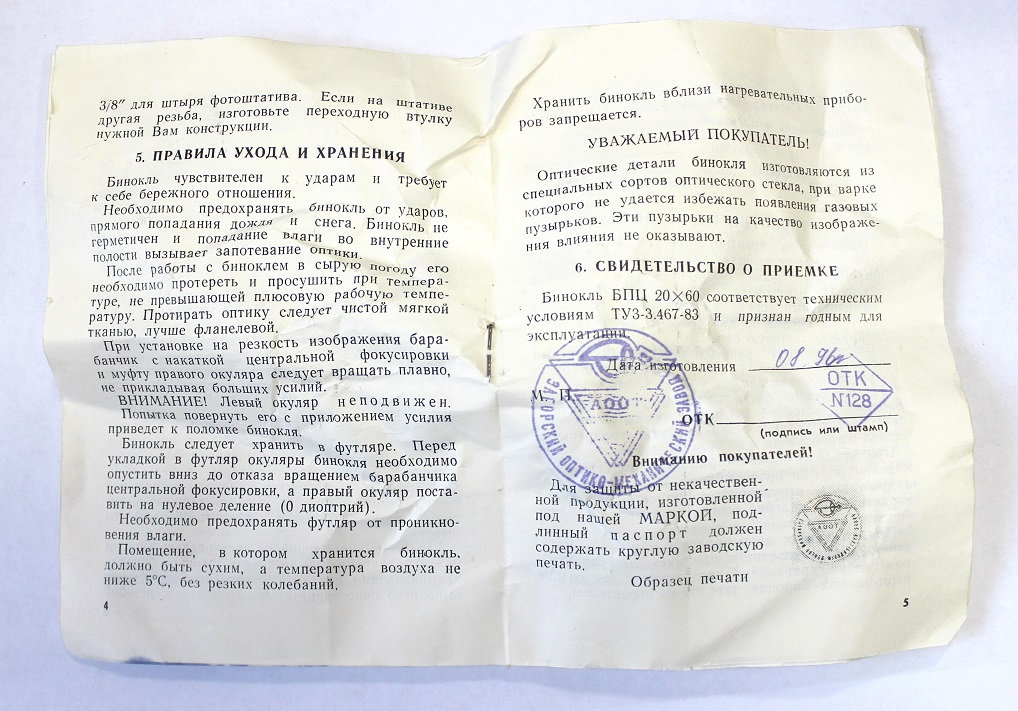 3/8" для штыря фотоштатива. Если на штативе
другая резьба, изготовьте переходную втулку
нужной Вам конструкции.
5. ПРАВИЛА УХОДА И ХРАНЕНИЯ
Бинокль чувствителен к ударам и требует
к себе бережного отношения.
Необходимо предохранять бинокль от ударов,
прямого попадания дождя и снега. Бинокль не
герметичен и попадание влаги во внутренние
полости вызывает запотевание оптики.
После работы с биноклем в сырую погоду его
необходимо протереть и просушить при темпера-
туре, не превышающей плюсовую рабочую темпе-
ратуру. Протирать оптику следует чистой мягкой
тканью, лучше фланелевой.
При установке на резкость изображения бара-
банчик с накаткой центральной фокусировки
и муфту правого окуляра следует вращать плавно,
не прикладывая больших усилий.
ВНИМАНИЕ! Левый окуляр неподвижен.
Попытка повернуть его с приложением усилия
приведет к поломке бинокля.
Бинокль следует хранить в футляре. Перед
укладкой в футляр окуляры бинокля необходимо
опустить вниз до отказа вращением барабанчика
центральной фокусировки, а правый окуляр поста-
вить на нулевое деление (0 диоптрий).
Необходимо предохранять футляр от проникно-
вения влаги.
Помещение, в котором хранится бинокль,
должно быть сухим, а температура воздуха не
ниже 5°С, без резких колебаний.
4
Хранить бинокль вблизи нагревательных прибо-
ров запрещается.
УВАЖАЕМЫЙ ПОКУПАТЕЛЬ!
Оптические детали бинокля изготовляются из
специальных сортов оптического стекла, при варке
которого не удается избежать появления газовых
пузырьков. Эти пузырьки на качество изображе-
ния влияния не оказывают.
6. СВИДЕТЕЛЬСТВО О ПРИЕМКЕ
Бинокль БПЦ 20×60 соответствует техническим
условиям ТУЗ-3.467-83 и признан годным для
эксплуатации.
Дата изготовления 08 96
М. П.
ОТК
ОТК
N128
(подпись или штамп)
АООТ
ЗАГОРСКИЙ ОПТИКО-МЕХАНИЧЕСКИЙ ЗАВОД
Вниманию покупателей!
Для защиты от некачествен-
ной продукции, изготовленной
под нашей МАРКОЙ, под-
линный паспорт должен
содержать круглую заводскую
печать.
АООТ
Образец печати
5